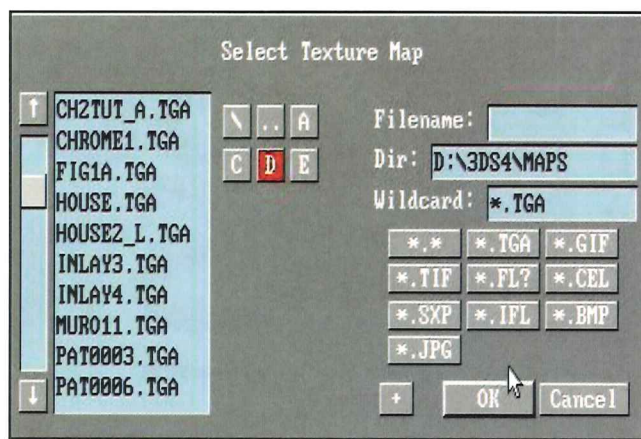 Select Texture Map
↑
CH2TUT_A.TGA
CHROME1.TGA
FIG1A.TGA
HOUSE.TGA
HOUSE2_L.TGA
INLAY3.TGA
INLAY4.TGA
MURO11.TGA
PAT0003.TGA
PAT0006.TGA
↓
\ .. A
C D E
Filename:
Dir: D:\3DS4\MAPS
Wildcard: *.TGA
*.* *.TGA *.GIF
*.TIF *.FL? *.CEL
*.SXP *.IFL *.BMP
*.JPG
+ OK Cancel